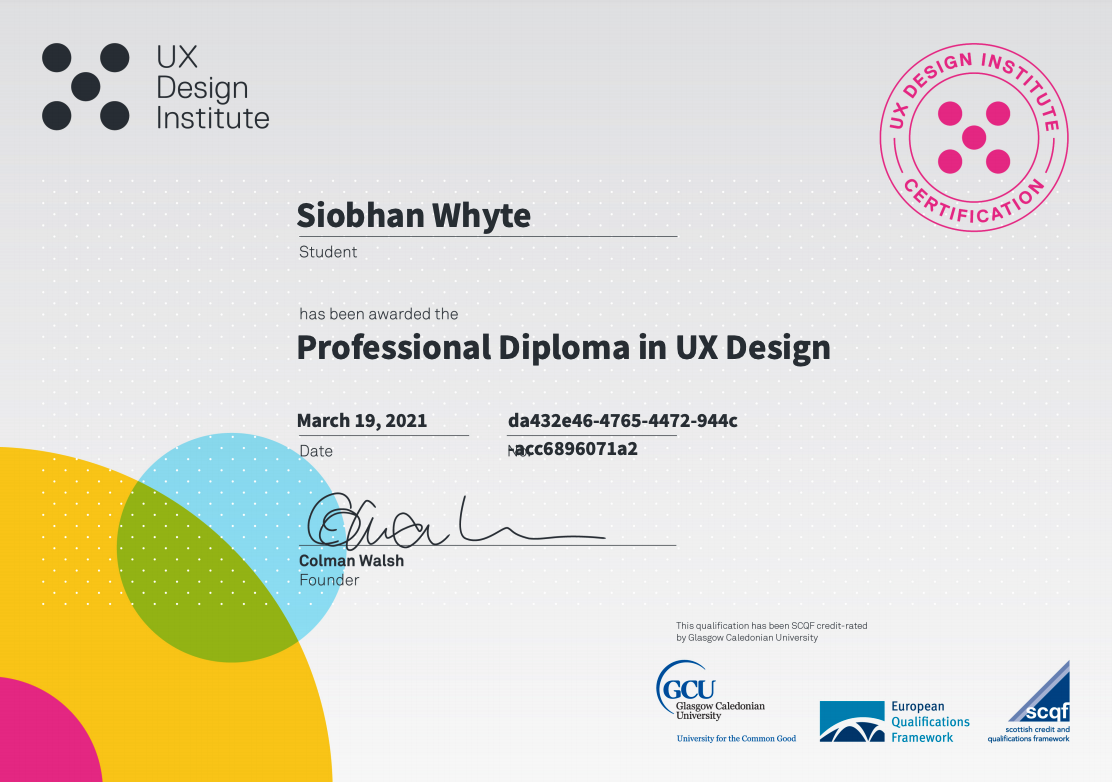 UX
Design
Institute
UX DESIGN INSTITUTE
CERTIFICATION
Siobhan Whyte
Student
has been awarded the
Professional Diploma in UX Design
March 19, 2021
da432e46-4765-4472-944c
Date
-acc6896071a2
Colman Walsh
Founder
This qualification has been SCQF credit-rated
by Glasgow Caledonian University
GCU
Glasgow Caledonian
University
University for the Common Good
European
Qualifications
Framework
scqf
scottish credit and
qualifications framework